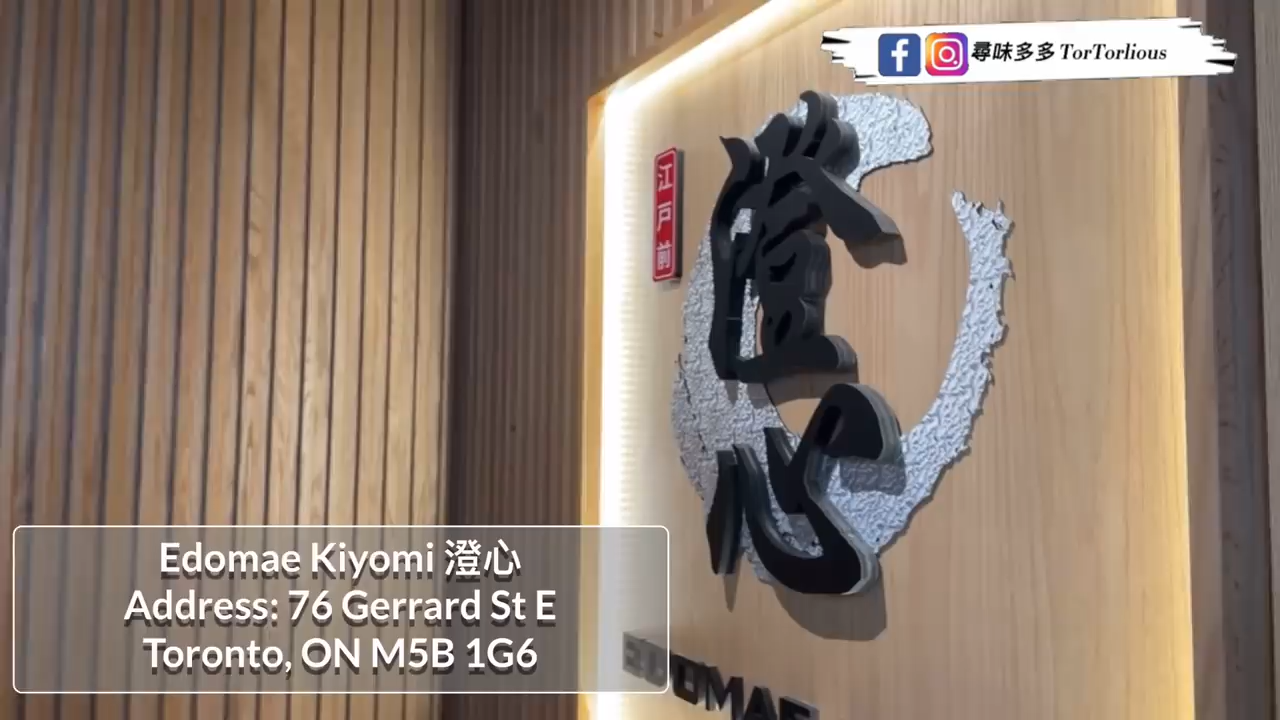 尋味多多 TorTorlious
江戸前
澄心
EDOMAE
Edomae Kiyomi 澄心
Address: 76 Gerrard St E
Toronto, ON M5B 1G6